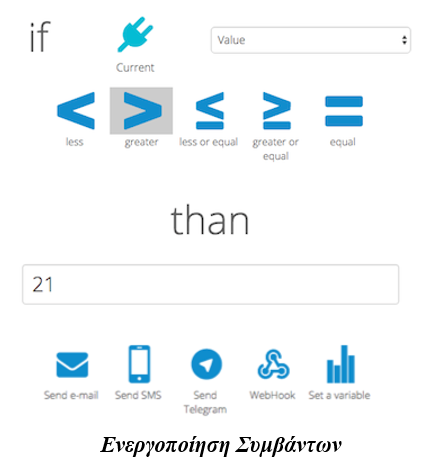 if
Value
Current
less
greater
less or equal
greater or
equal
equal
than
21
Send e-mail
Send SMS
Send
Telegram
WebHook
Set a variable
Ενεργοποίηση Συμβάντων